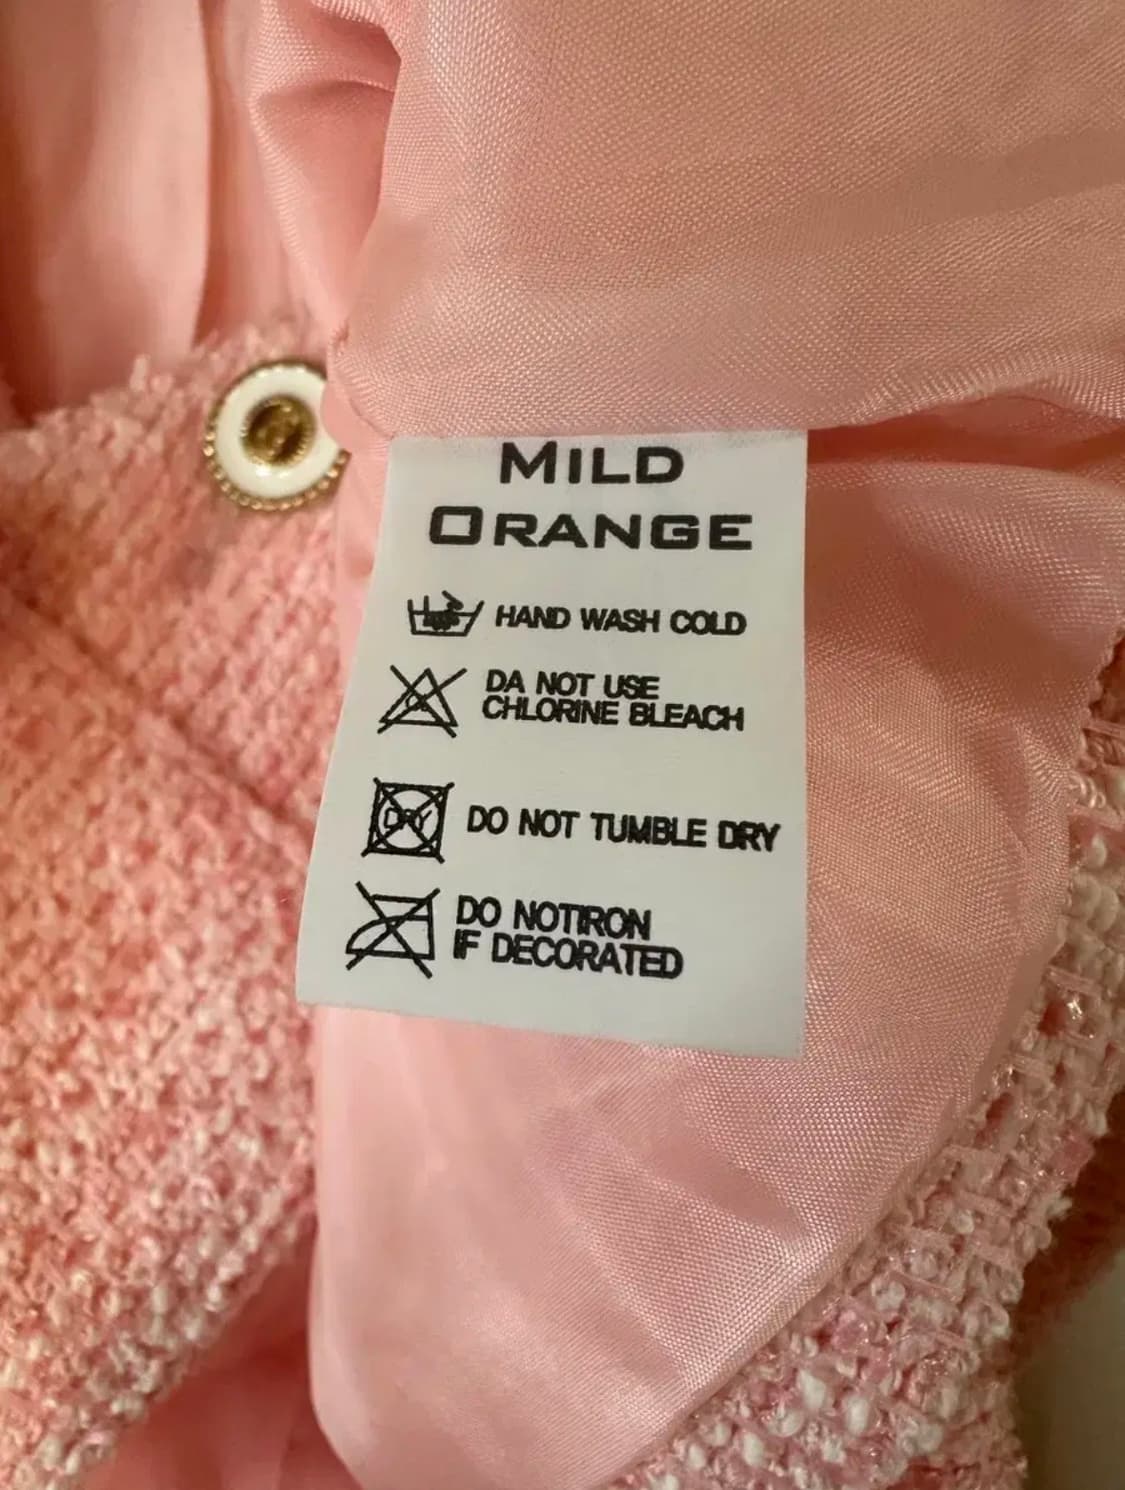 MILD
ORANGE
HAND WASH COLD
DA NOT USE
CHLORINE BLEACH
DRY
DO NOT TUMBLE DRY
DO NOTIRON
IF DECORATED